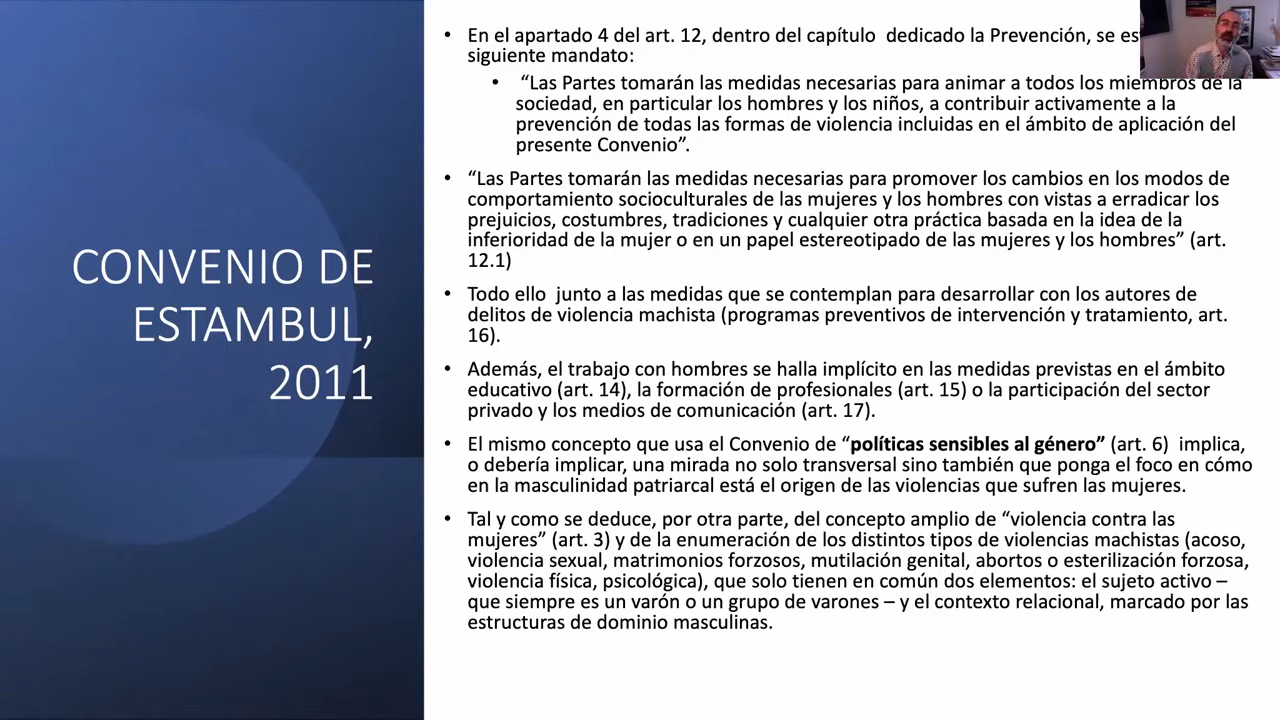 CONVENIO DE
ESTAMBUL,
2011
• En el apartado 4 del art. 12, dentro del capítulo dedicado la Prevención, se
siguiente mandato:
• “Las Partes tomarán las medidas necesarias para animar a todos los miembros de la
sociedad, en particular los hombres y los niños, a contribuir activamente a la
prevención de todas las formas de violencia incluidas en el ámbito de aplicación del
presente Convenio”.
• “Las Partes tomarán las medidas necesarias para promover los cambios en los modos de
comportamiento socioculturales de las mujeres y los hombres con vistas a erradicar los
prejuicios, costumbres, tradiciones y cualquier otra práctica basada en la idea de la
inferioridad de la mujer o en un papel estereotipado de las mujeres y los hombres” (art.
12.1)
• Todo ello junto a las medidas que se contemplan para desarrollar con los autores de
delitos de violencia machista (programas preventivos de intervención y tratamiento, art.
16).
• Además, el trabajo con hombres se halla implícito en las medidas previstas en el ámbito
educativo (art. 14), la formación de profesionales (art. 15) o la participación del sector
privado y los medios de comunicación (art. 17).
• El mismo concepto que usa el Convenio de “políticas sensibles al género” (art. 6) implica,
o debería implicar, una mirada no solo transversal sino también que ponga el foco en cómo
en la masculinidad patriarcal está el origen de las violencias que sufren las mujeres.
• Tal y como se deduce, por otra parte, del concepto amplio de “violencia contra las
mujeres” (art. 3) y de la enumeración de los distintos tipos de violencias machistas (acoso,
violencia sexual, matrimonios forzosos, mutilación genital, abortos o esterilización forzosa,
violencia física, psicológica), que solo tienen en común dos elementos: el sujeto activo –
que siempre es un varón o un grupo de varones – y el contexto relacional, marcado por las
estructuras de dominio masculinas.